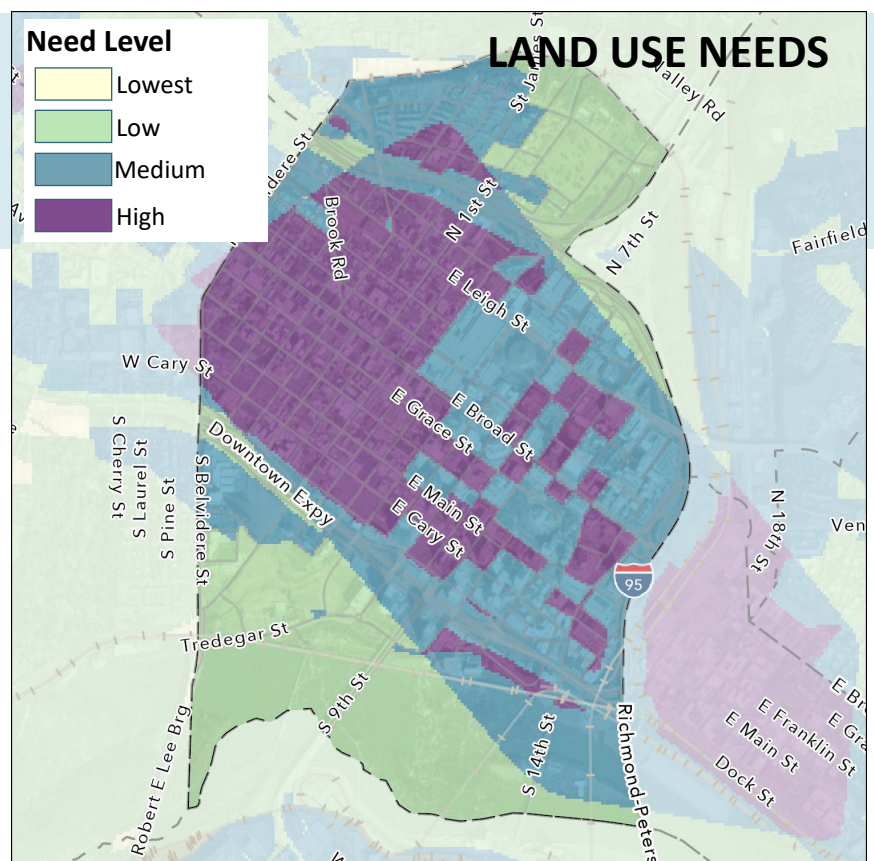 LAND USE NEEDS
Need Level
Lowest
Low
Medium
High
St James St
Nalley Rd
N 1st St
N 7th St
Fairfield
Brook Rd
E Leigh St
W Cary St
E Grace St
E Broad St
S Cherry St
S Laurel St
S Pine St
S Belvidere St
Downtown Expy
E Main St
E Cary St
N 18th St
Ven
95
Tredegar St
S 9th St
S 14th St
Robert E Lee Brg
Richmond-Peters
E Br
E Gra
E Franklin St
E Main St
Dock St